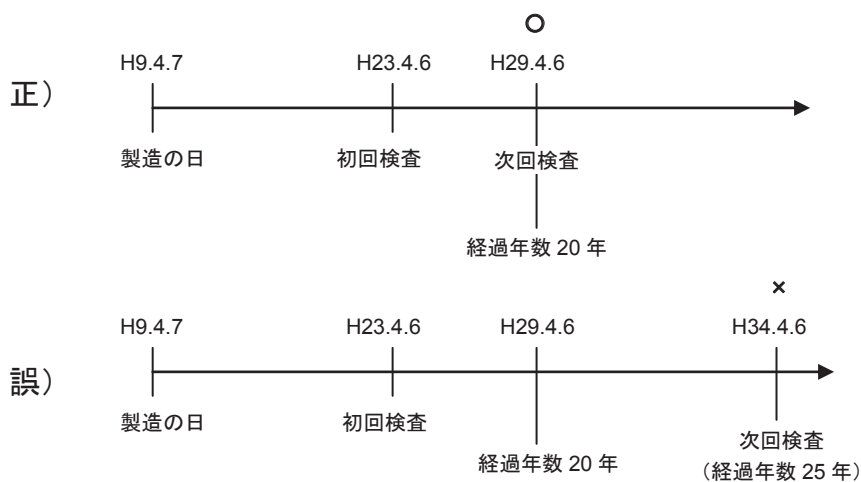 ○
H9.4.7 H23.4.6 H29.4.6
正）
製造の日 初回検査 次回検査
経過年数 20 年
×
H9.4.7 H23.4.6 H29.4.6 H34.4.6
誤）
製造の日 初回検査
経過年数 20 年 次回検査
（経過年数 25 年）